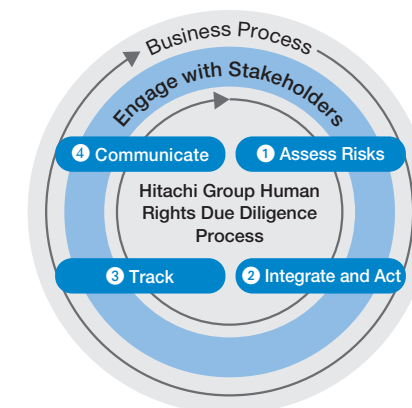 Business Process
Engage with Stakeholders
4 Communicate
1 Assess Risks
Hitachi Group Human
Rights Due Diligence
Process
3 Track
2 Integrate and Act